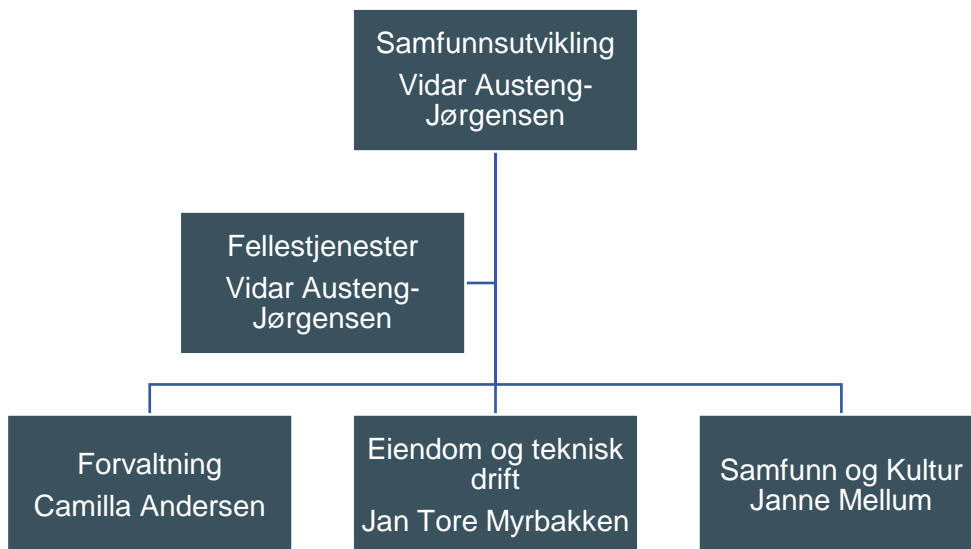 Samfunnsutvikling
Vidar Austeng-
Jørgensen
Fellestjenester
Vidar Austeng-
Jørgensen
Forvaltning
Camilla Andersen
Eiendom og teknisk
drift
Jan Tore Myrbakken
Samfunn og Kultur
Janne Mellum